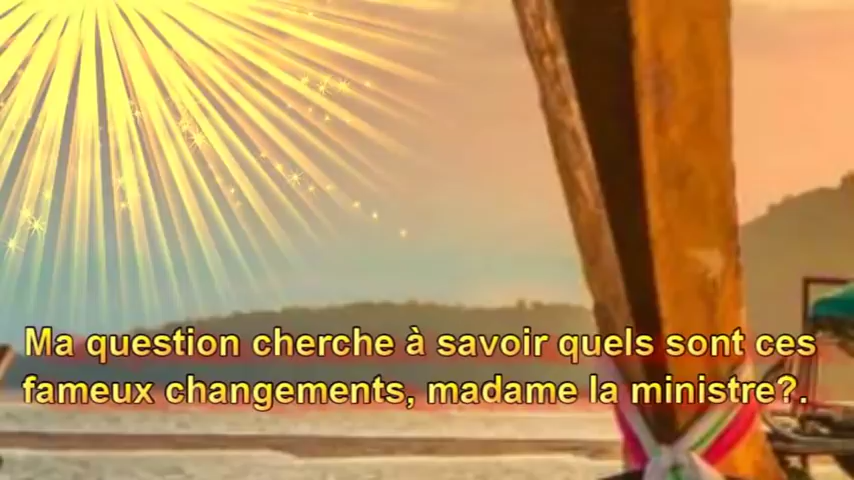 Ma question cherche à savoir quels sont ces
fameux changements, madame la ministre?.